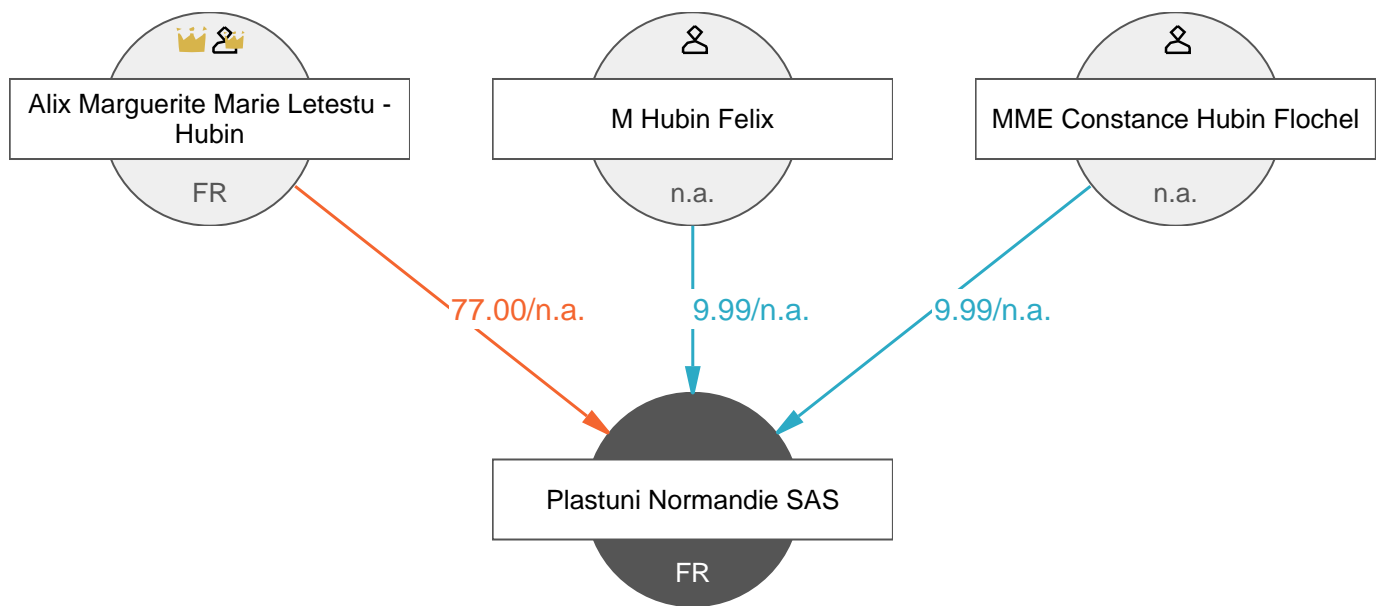 Alix Marguerite Marie Letestu -
Hubin
FR
M Hubin Felix
n.a.
MME Constance Hubin Flochel
n.a.
77.00/n.a.
9.99/n.a.
9.99/n.a.
Plastuni Normandie SAS
FR